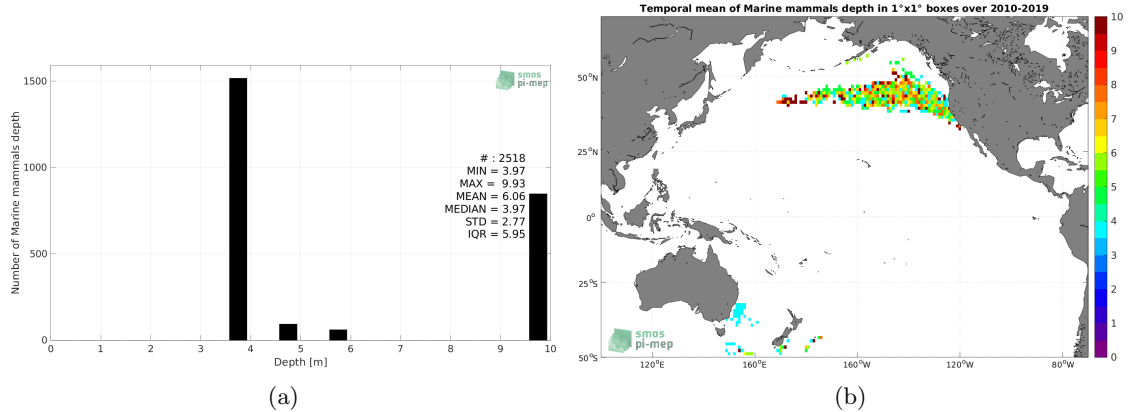 Number of Marine mammals depth
1500
1000
500
0
0 1 2 3 4 5 6 7 8 9 10
Depth [m]
smos
pi-mep
# : 2518
MIN = 3.97
MAX = 9.93
MEAN = 6.06
MEDIAN = 3.97
STD = 2.77
IQR = 5.95
(a)
Temporal mean of Marine mammals depth in 1°x1° boxes over 2010-2019
50°N
25°N
0°
25°S
50°S
120°E 160°E 160°W 120°W 80°W
smos
pi-mep
10
9
8
7
6
5
4
3
2
1
0
(b)